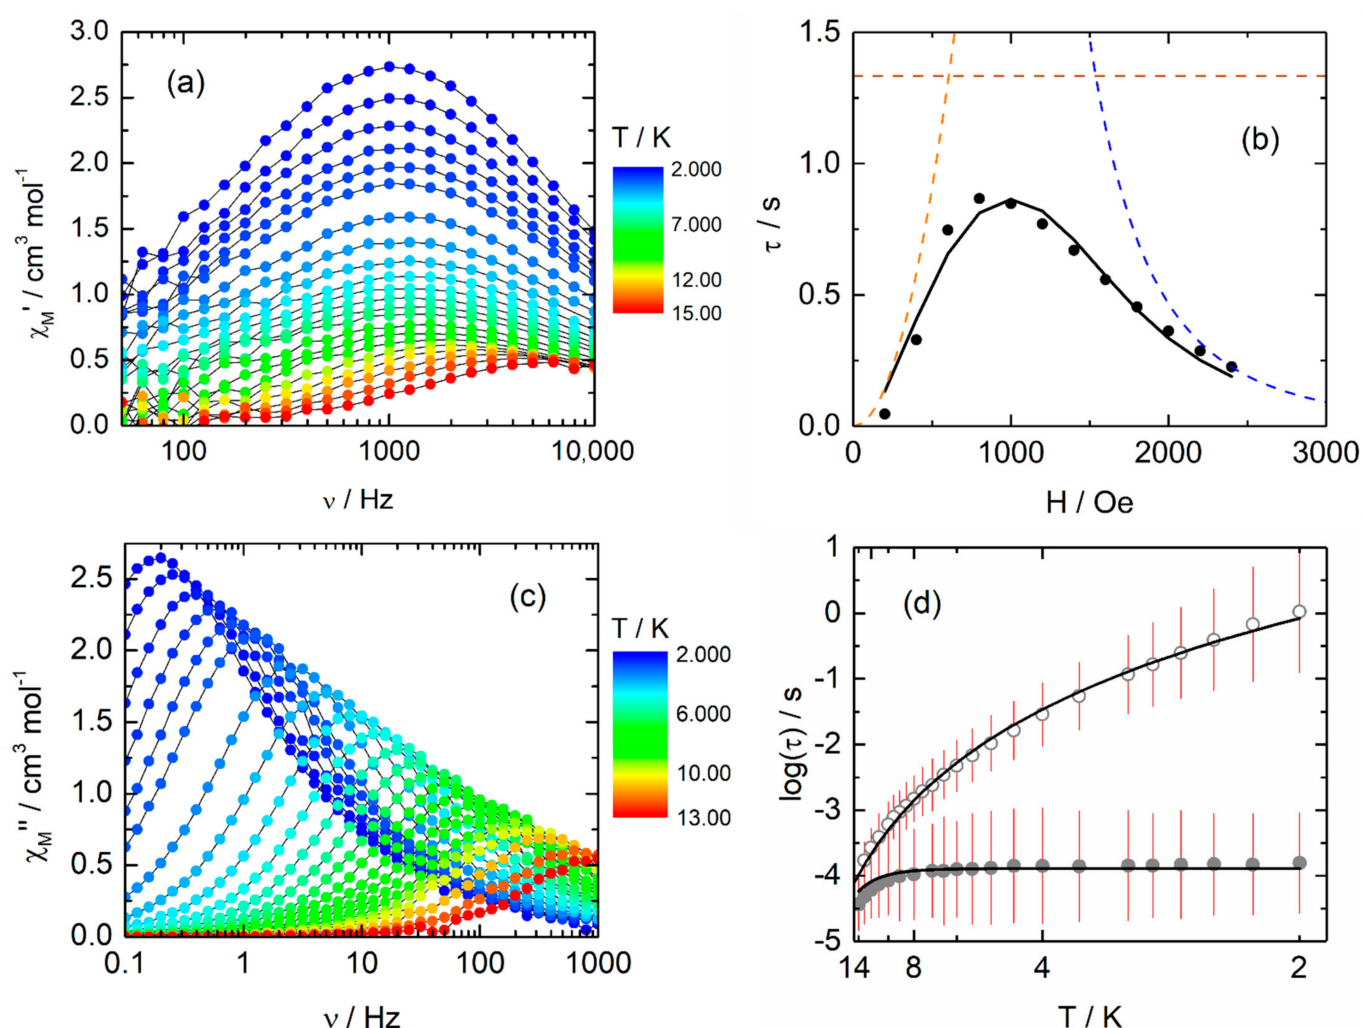 (a)
χM' / cm³ mol⁻¹
3.0
2.5
2.0
1.5
1.0
0.5
0.0
100 1000 10,000
ν / Hz
T / K
2.000
7.000
12.00
15.00
(b)
τ / s
1.5
1.0
0.5
0.0
0 1000 2000 3000
H / Oe
(c)
χM'' / cm³ mol⁻¹
2.5
2.0
1.5
1.0
0.5
0.0
0.1 1 10 100 1000
ν / Hz
T / K
2.000
6.000
10.00
13.00
(d)
log(τ) / s
1
0
-1
-2
-3
-4
-5
14 8 4 2
T / K